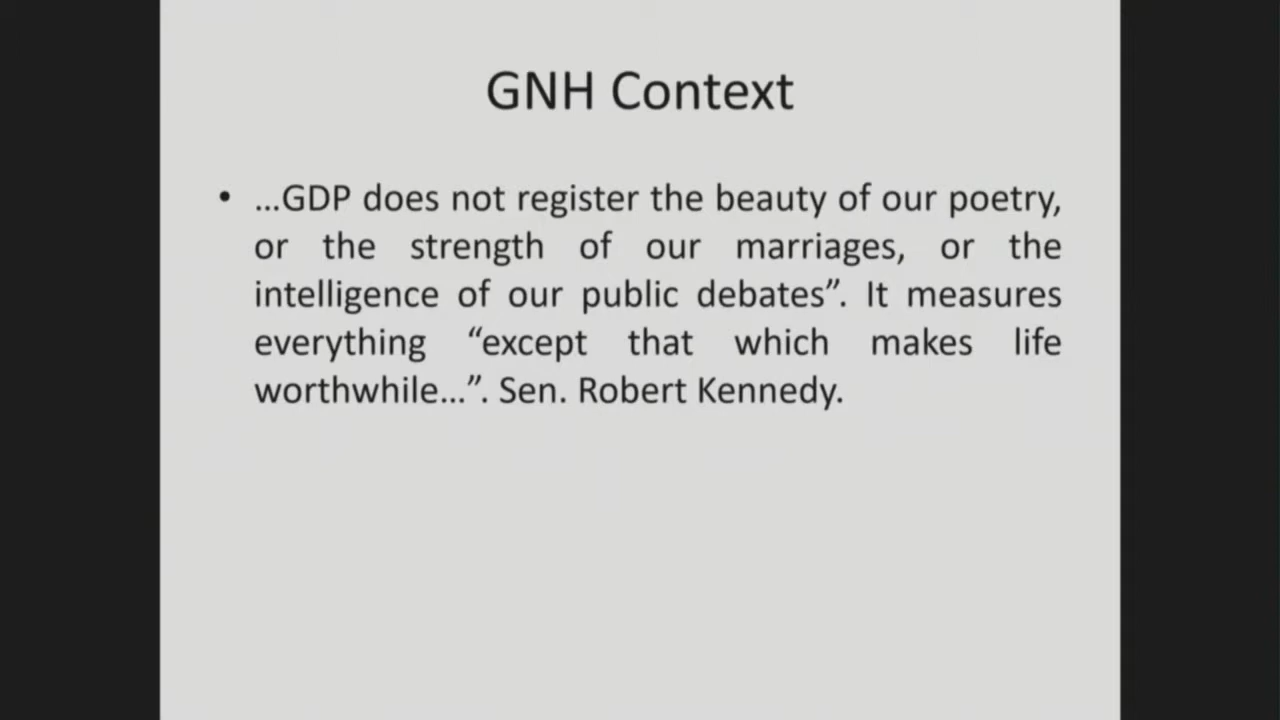 GNH Context
• …GDP does not register the beauty of our poetry,
or the strength of our marriages, or the
intelligence of our public debates”. It measures
everything “except that which makes life
worthwhile…”. Sen. Robert Kennedy.